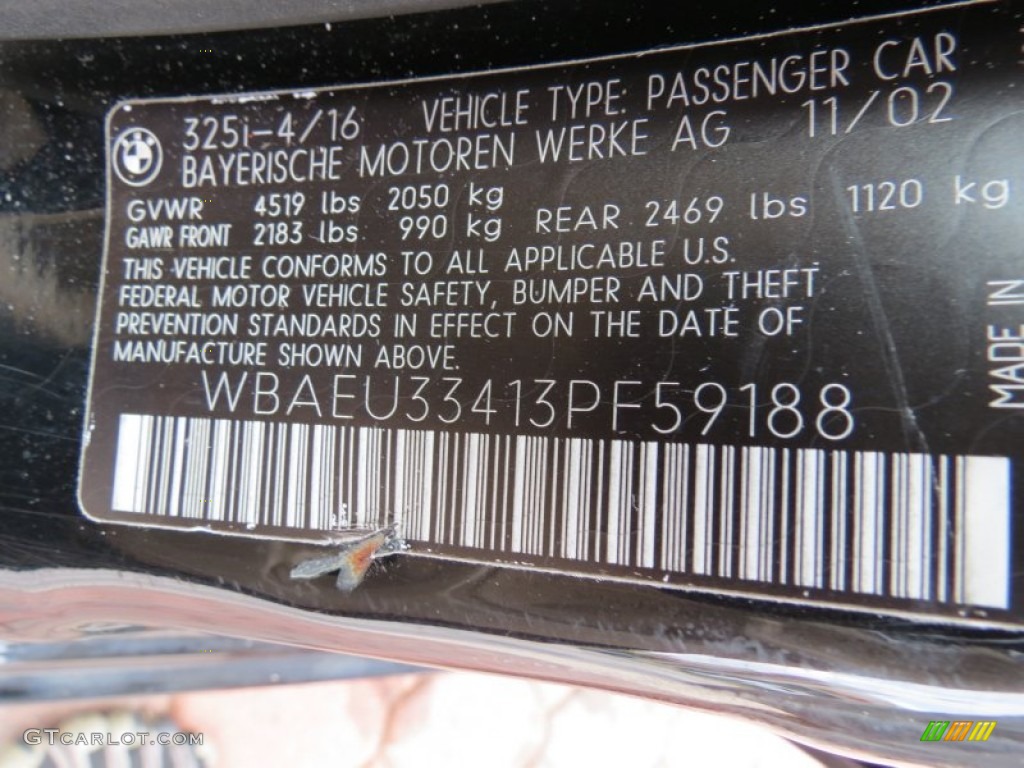 325i-4/16 VEHICLE TYPE: PASSENGER CAR
BAYERISCHE MOTOREN WERKE AG 11/02
GVWR 4519 lbs 2050 kg
GAWR FRONT 2183 lbs 990 kg REAR 2469 lbs 1120 kg
THIS VEHICLE CONFORMS TO ALL APPLICABLE U.S.
FEDERAL MOTOR VEHICLE SAFETY, BUMPER AND THEFT
PREVENTION STANDARDS IN EFFECT ON THE DATE OF
MANUFACTURE SHOWN ABOVE.
WBAEU33413PF59188
MADE IN
GTCARLOT.COM